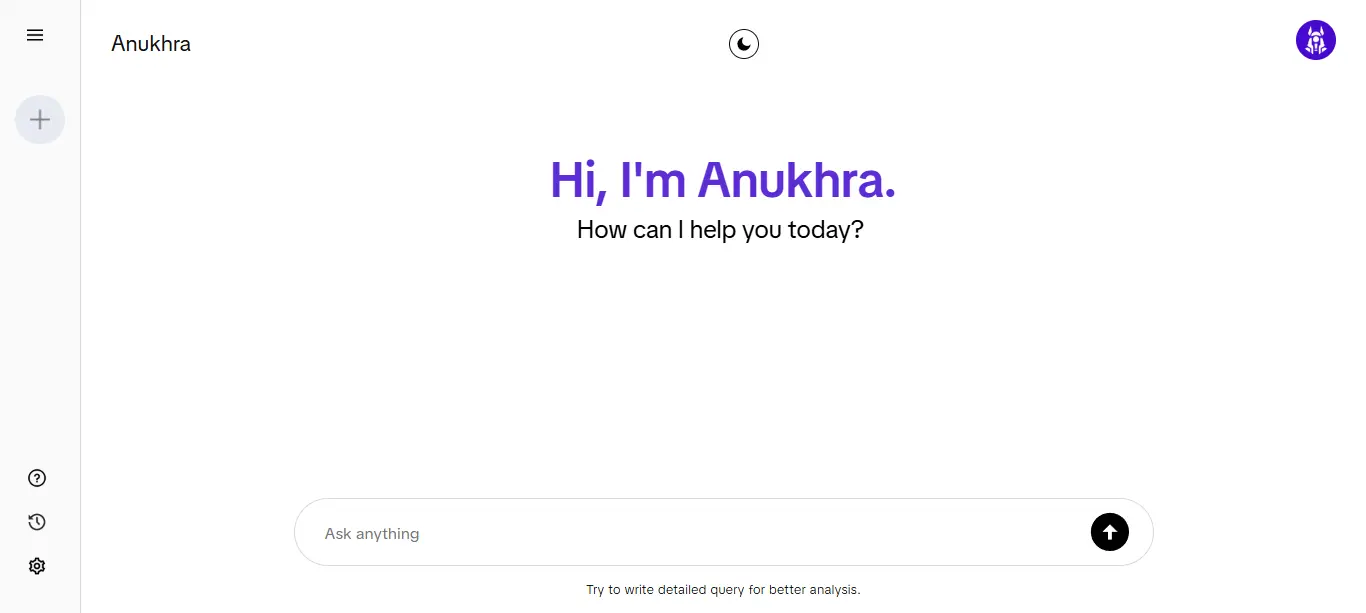 Anukhra
Hi, I'm Anukhra.
How can I help you today?
Ask anything
Try to write detailed query for better analysis.